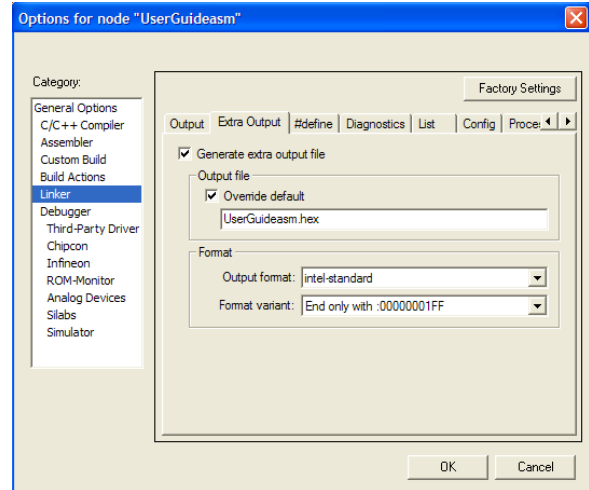 Options for node "UserGuideasm"
Category:
General Options
C/C++ Compiler
Assembler
Custom Build
Build Actions
Linker
Debugger
Third-Party Driver
Chipcon
Infineon
ROM-Monitor
Analog Devices
Silabs
Simulator
Factory Settings
Output Extra Output #define Diagnostics List Config
Generate extra output file
Output file
Override default
UserGuideasm.hex
Format
Output format: intel-standard
Format variant: End only with :00000001FF
OK Cancel